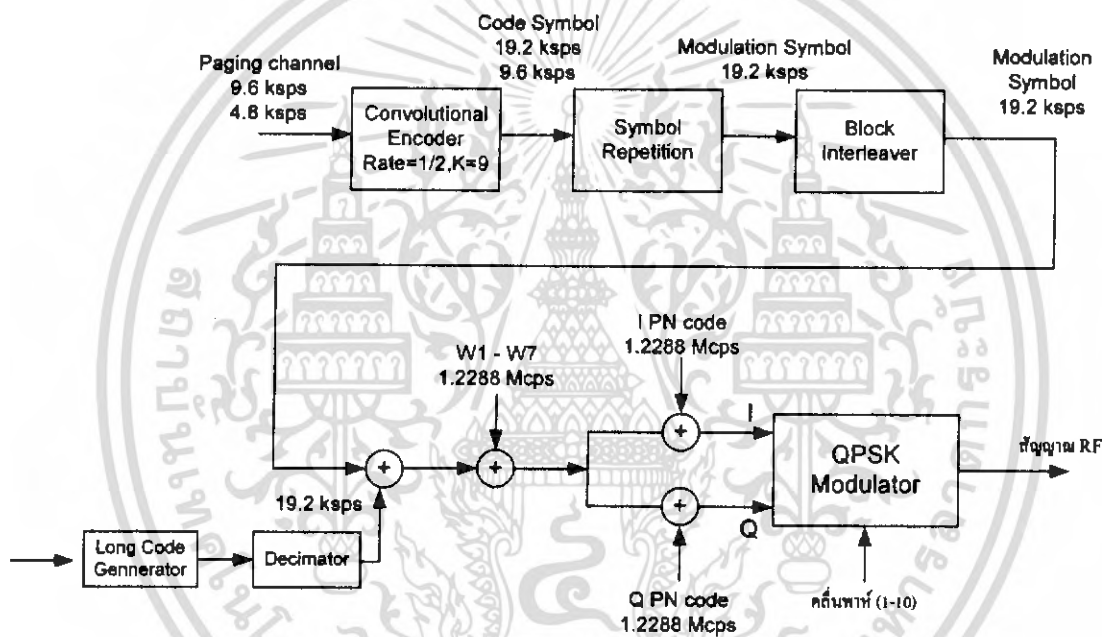 Paging channel
9.6 ksps
4.8 ksps
Convolutional
Encoder
Rate=1/2,K=9
Code Symbol
19.2 ksps
9.6 ksps
Symbol
Repetition
Modulation Symbol
19.2 ksps
Block
Interleaver
Modulation
Symbol
19.2 ksps
W1 - W7
1.2288 Mcps
I PN code
1.2288 Mcps
+
+
+
+
I
Q
QPSK
Modulator
สัญญาณ RF
19.2 ksps
Long Code
Gennerator
Decimator
Q PN code
1.2288 Mcps
คลื่นพาห์ (1-10)